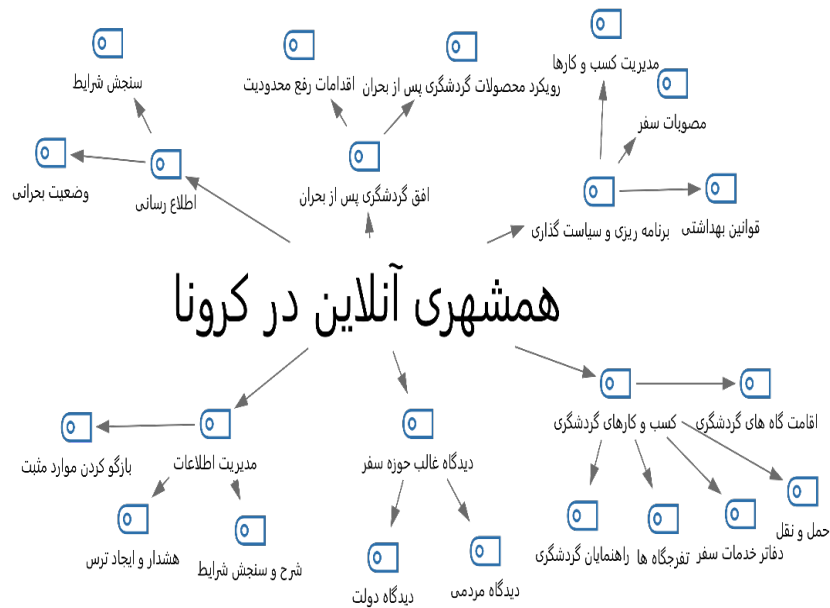 مدیریت کسب و کارها
رویکرد محصولات گردشگری پس از بحران
اقدامات رفع محدودیت
سنجش شرایط
مصوبات سفر
وضعیت بحرانی
اطلاع رسانی
افق گردشگری پس از بحران
برنامه ریزی و سیاست گذاری
قوانین بهداشتی
همشهری آنلاین در کرونا
اقامت گاه های گردشگری
کسب و کارهای گردشگری
دیدگاه غالب حوزه سفر
مدیریت اطلاعات
بازگو کردن موارد مثبت
حمل و نقل
دفاتر خدمات سفر
تفرجگاه ها
راهنمایان گردشگری
شرح و سنجش شرایط
هشدار و ایجاد ترس
دیدگاه مردمی
دیدگاه دولت